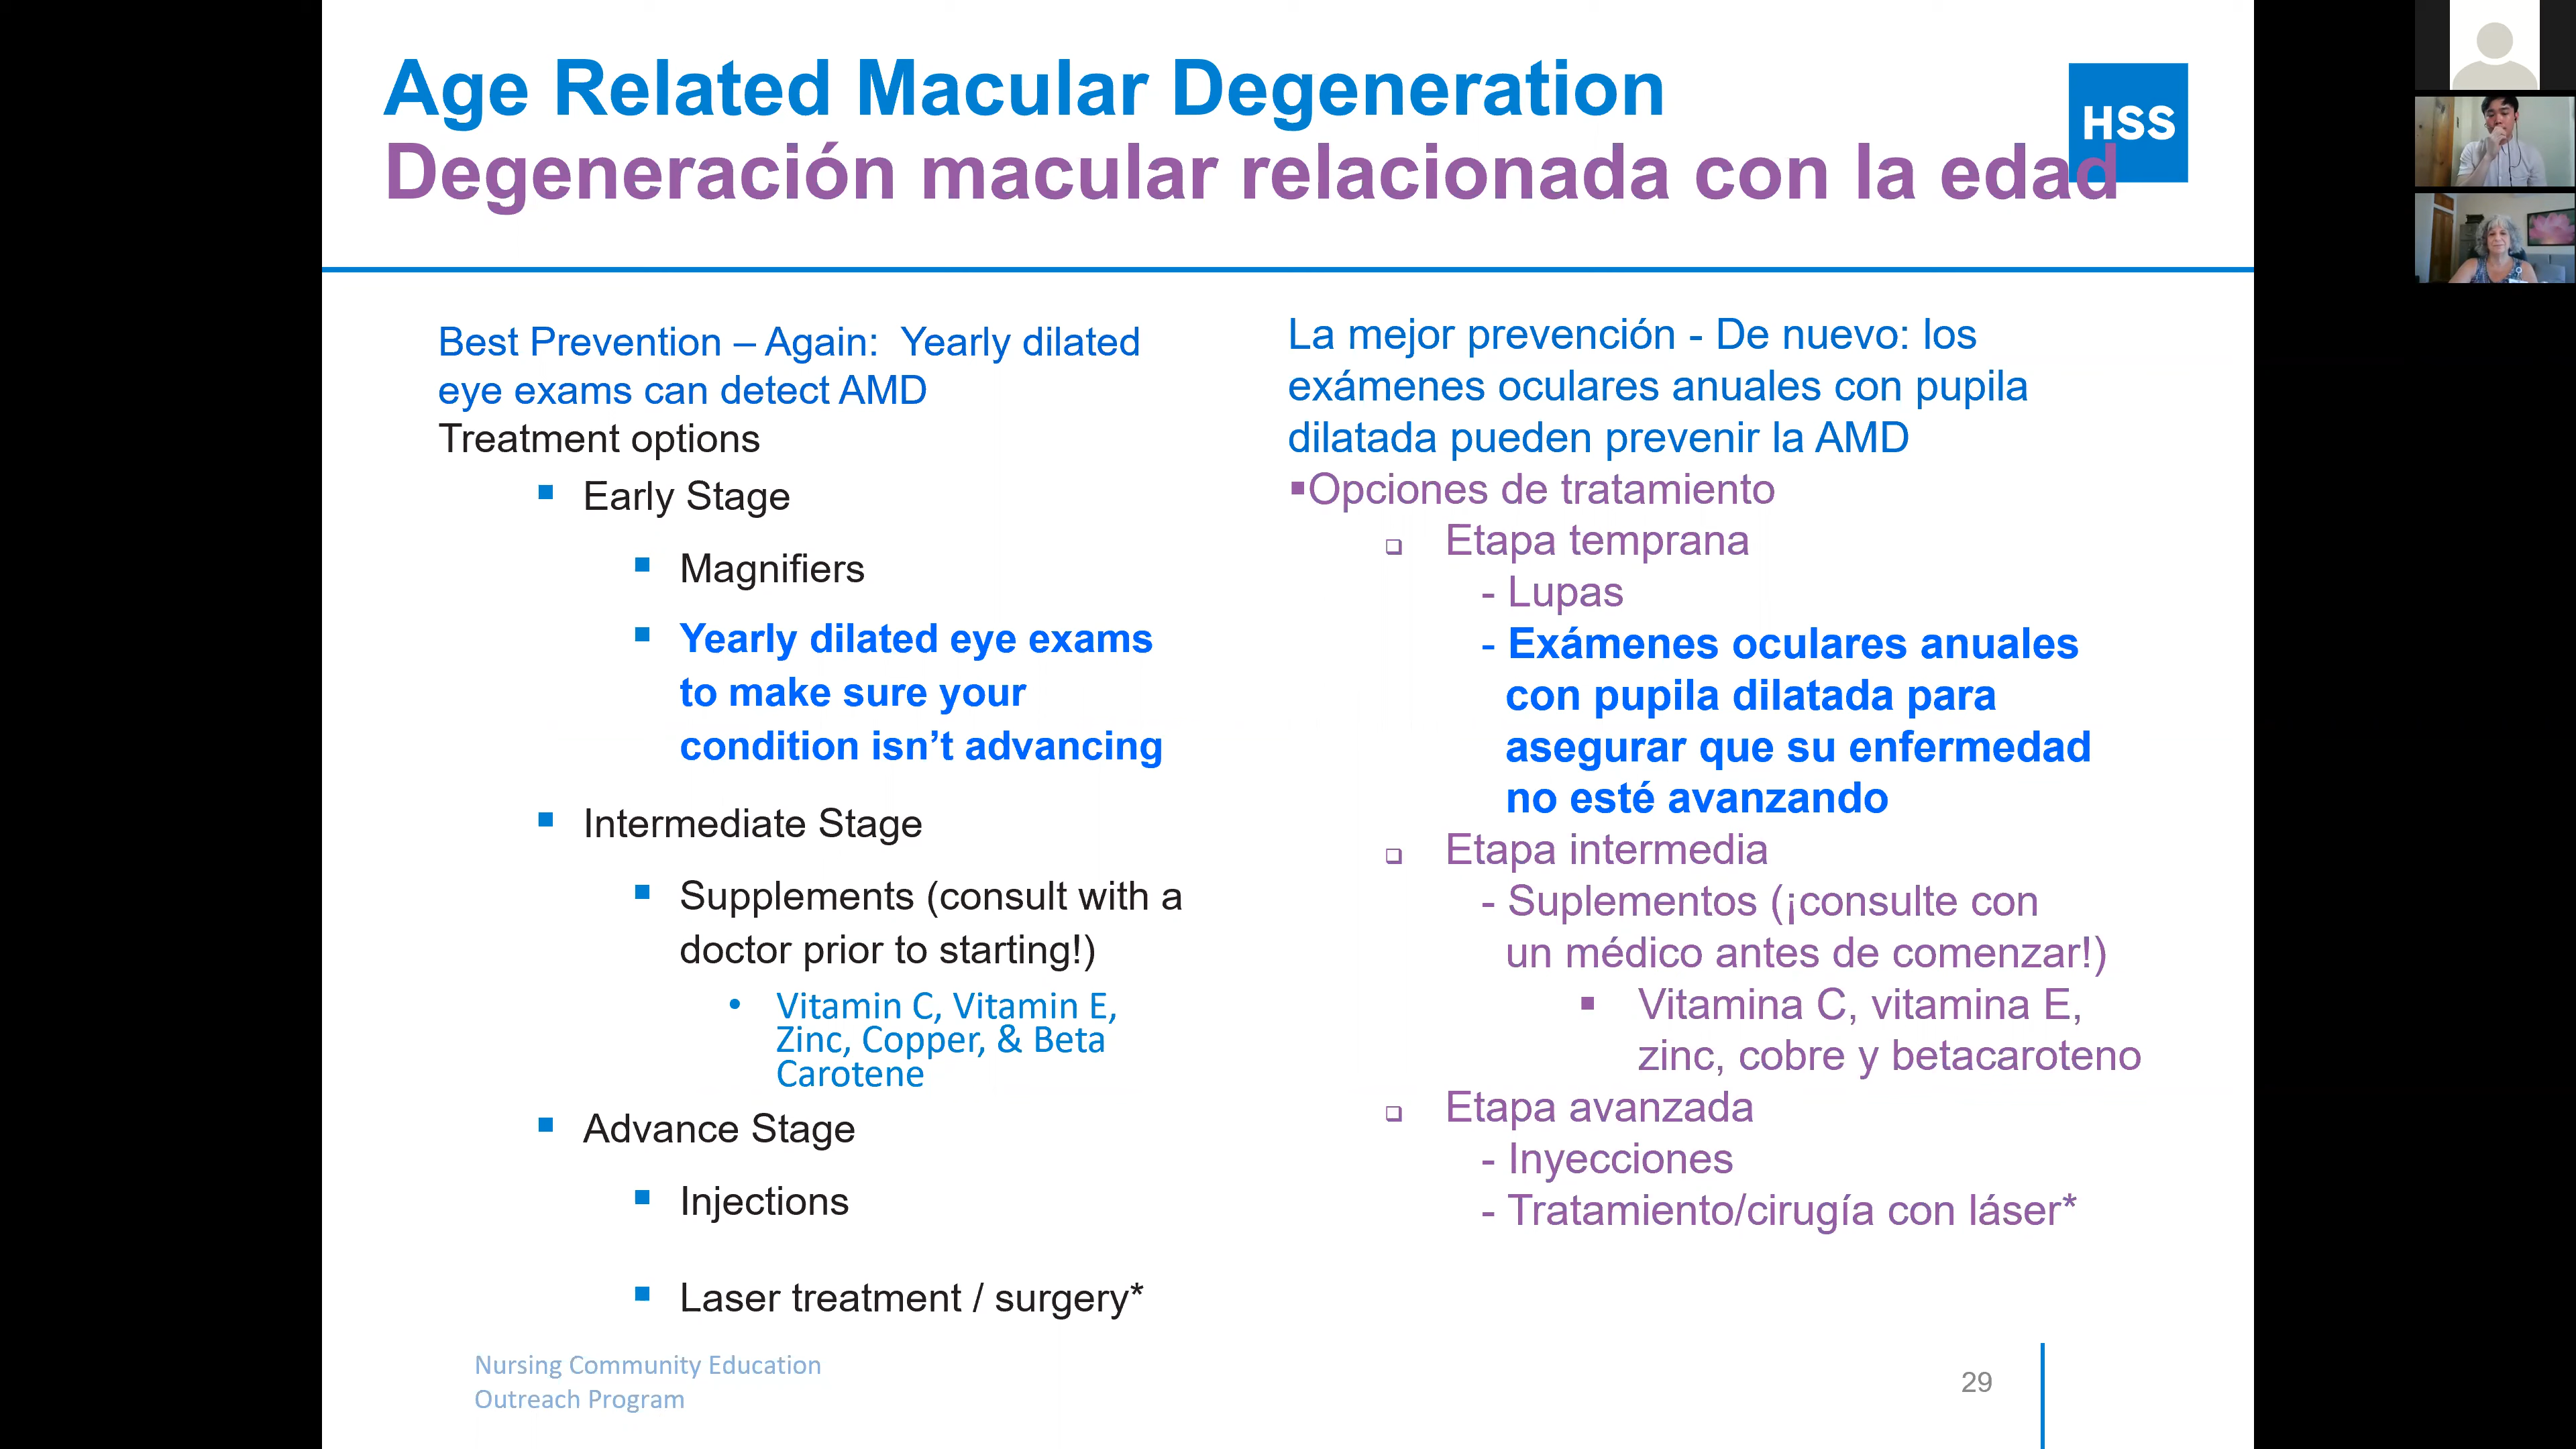 Age Related Macular Degeneration
Degeneración macular relacionada con la edad
HSS
Best Prevention – Again: Yearly dilated
eye exams can detect AMD
Treatment options
Early Stage
Magnifiers
Yearly dilated eye exams
to make sure your
condition isn’t advancing
Intermediate Stage
Supplements (consult with a
doctor prior to starting!)
Vitamin C, Vitamin E,
Zinc, Copper, & Beta
Carotene
Advance Stage
Injections
Laser treatment / surgery*
La mejor prevención - De nuevo: los
exámenes oculares anuales con pupila
dilatada pueden prevenir la AMD
Opciones de tratamiento
Etapa temprana
- Lupas
- Exámenes oculares anuales
con pupila dilatada para
asegurar que su enfermedad
no esté avanzando
Etapa intermedia
- Suplementos (¡consulte con
un médico antes de comenzar!)
Vitamina C, vitamina E,
zinc, cobre y betacaroteno
Etapa avanzada
- Inyecciones
- Tratamiento/cirugía con láser*
Nursing Community Education
Outreach Program
29